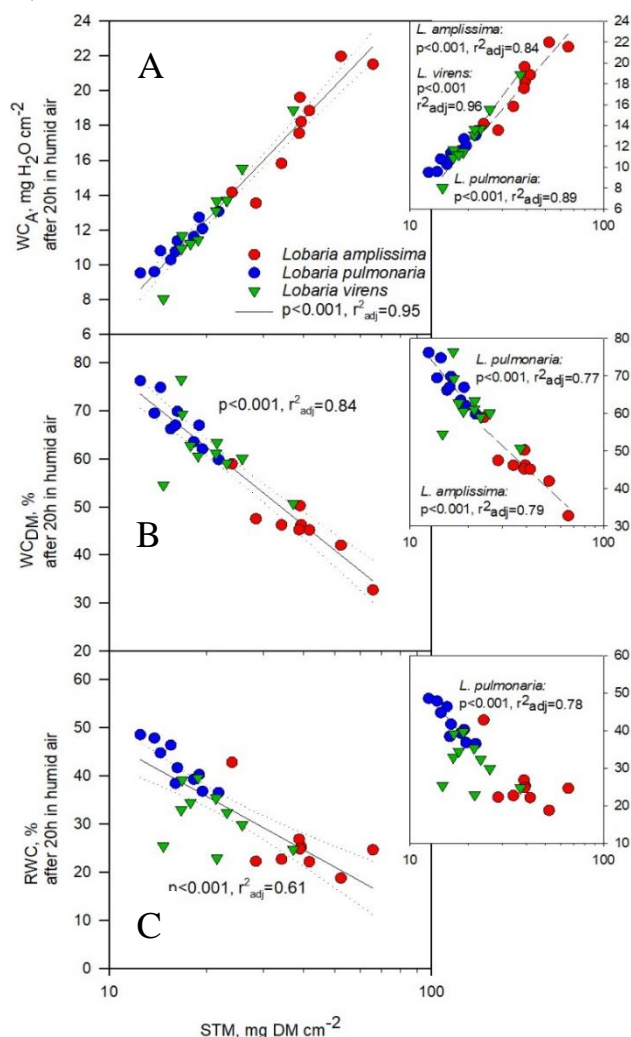 24
22
20
18
16
14
12
10
8
6
WC_A, mg H₂O cm⁻²
after 20h in humid air
A
Lobaria amplissima
Lobaria pulmonaria
Lobaria virens
p<0.001, r²adj=0.95
L. amplissima:
p<0.001, r²adj=0.84
L. virens:
p<0.001
r²adj=0.96
L. pulmonaria:
p<0.001, r²adj=0.89
24
22
20
18
16
14
12
10
8
6
10
100
80
70
60
50
40
30
20
WC_DM, %
after 20h in humid air
B
p<0.001, r²adj=0.84
L. pulmonaria:
p<0.001, r²adj=0.77
L. amplissima:
p<0.001, r²adj=0.79
80
70
60
50
40
30
10
100
60
50
40
30
20
10
0
RWC, %
after 20h in humid air
C
n<0.001, r²adj=0.61
L. pulmonaria:
p<0.001, r²adj=0.78
60
50
40
30
20
10
0
10
100
10
100
STM, mg DM cm⁻²